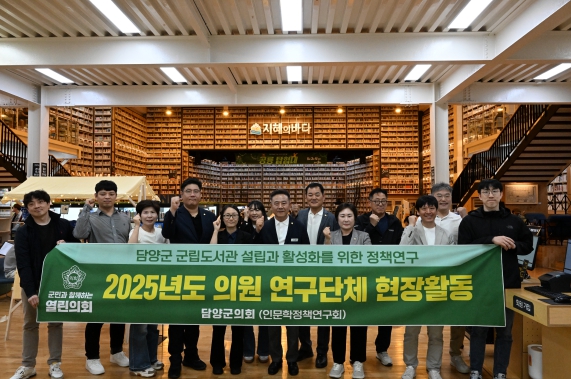 지혜의바다
담양군 군립도서관 설립과 활성화를 위한 정책연구
군민과 함께하는
열린의회
2025년도 의원 연구단체 현장활동
담양군의회 (인문학정책연구회)